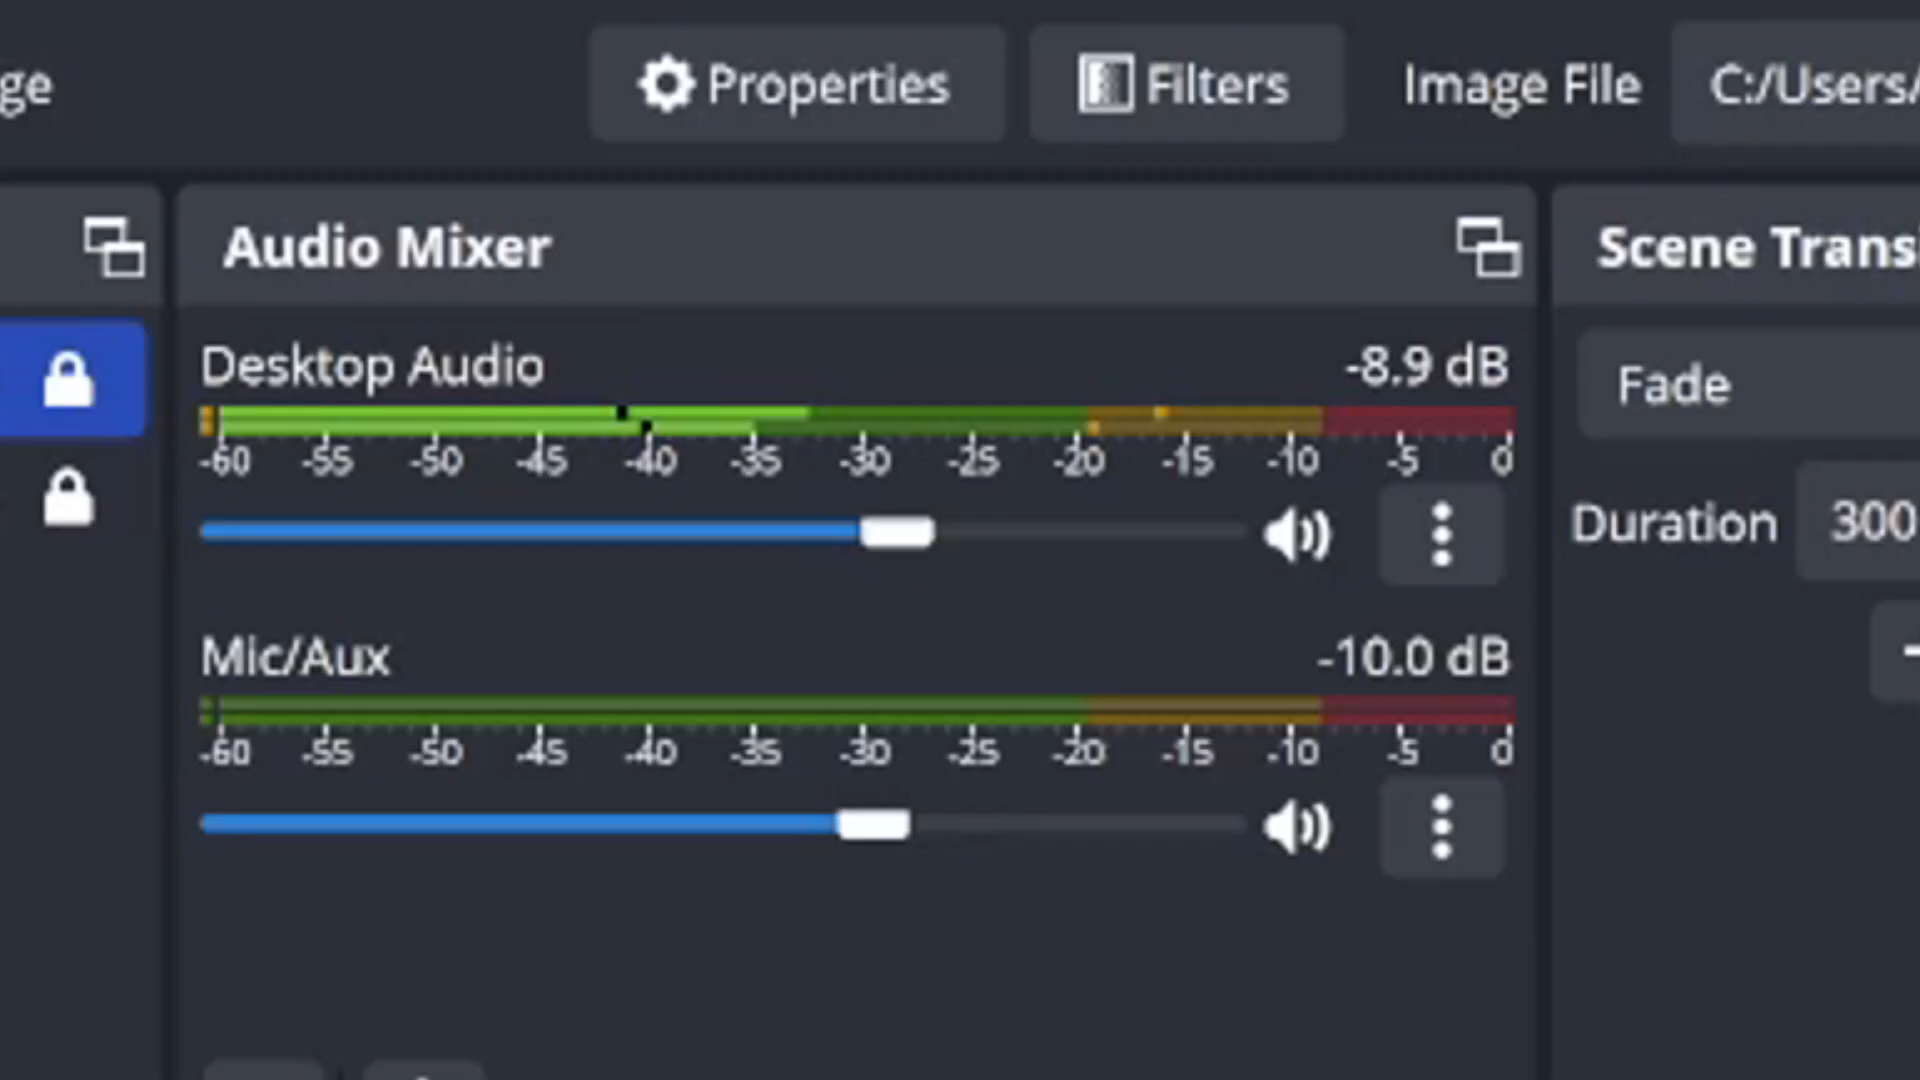 ge Properties Filters Image File C:/Users/
Audio Mixer
Scene Trans
Desktop Audio -8.9 dB
-60 -55 -50 -45 -40 -35 -30 -25 -20 -15 -10 -5 0
Fade
Duration 300
Mic/Aux -10.0 dB
-60 -55 -50 -45 -40 -35 -30 -25 -20 -15 -10 -5 0